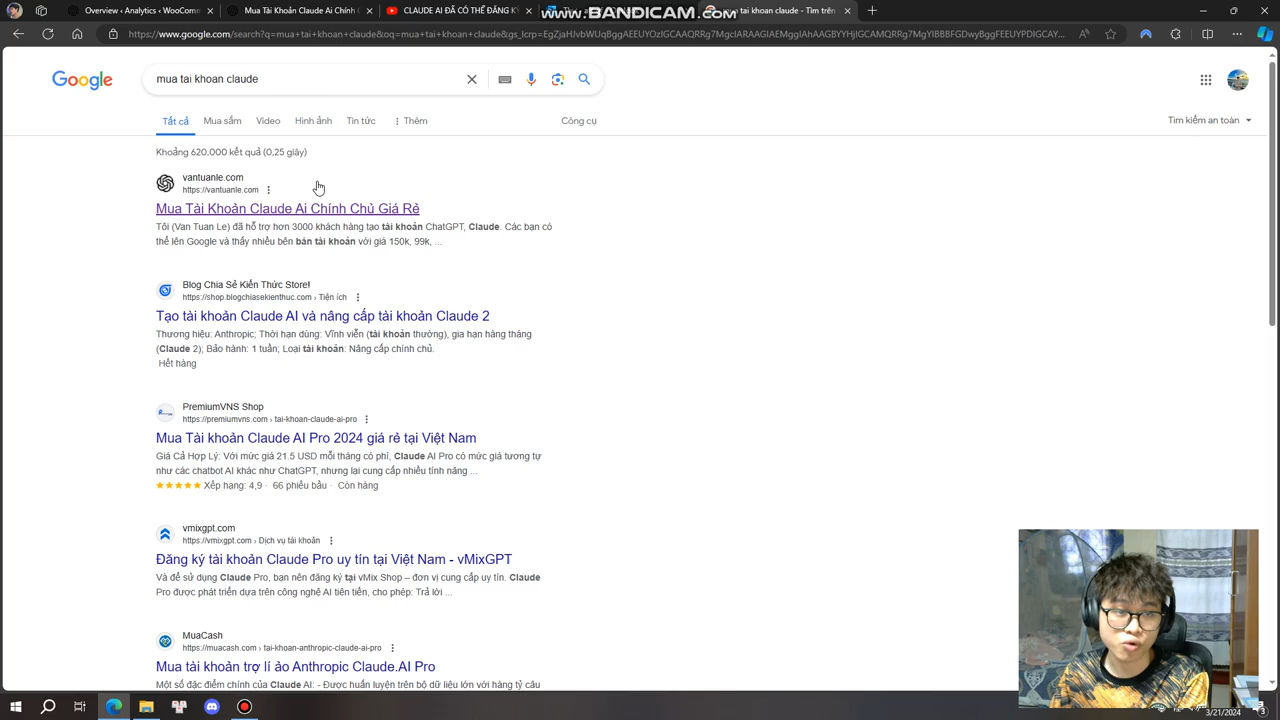 Orders < Analytics < WooCom
Mua Tài Khoản Claude Ai Chính C
CLAUDE AI ĐÃ CÓ THỂ ĐĂNG K
www.BANDICAM.com
mua tai khoan claude - Tìm trên
https://www.google.com/search?q=mua+tai+khoan+claude&oq=mua+tai+khoan+claude&gs_lcrp=
Google
mua tai khoan claude
Tất cả
Mua sắm
Video
Hình ảnh
Tin tức
Thêm
Công cụ
Tìm kiếm an toàn
Khoảng 620.000 kết quả (0,25 giây)
vantuanle.com
https://vantuanle.com
Mua Tài Khoản Claude Ai Chính Chủ Giá Rẻ
Tôi (Van Tuan Le) đã hỗ trợ hơn 3000 khách hàng tạo tài khoản ChatGPT, Claude. Các bạn có
thể lên Google và thấy nhiều bên bán tài khoản với giá 150k, 99k, ...
Blog Chia Sẻ Kiến Thức Store!
https://shop.blogchiasekienthuc.com › Tiện ích
Tạo tài khoản Claude AI và nâng cấp tài khoản Claude 2
Thương hiệu: Anthropic; Thời hạn dùng: Vĩnh viễn (tài khoản thường), gia hạn hàng tháng
(Claude 2); Bảo hành: 1 tuần; Loại tài khoản: Nâng cấp chính chủ.
Hết hàng
PremiumVNS Shop
https://premiumvns.com › tai-khoan-claude-ai-pro
Mua Tài khoản Claude AI Pro 2024 giá rẻ tại Việt Nam
Giá Cả Hợp Lý: Với mức giá 21.5 USD mỗi tháng có phí, Claude AI Pro có mức giá tương tự
như các chatbot AI khác như ChatGPT, nhưng lại cung cấp nhiều tính năng ...
Xếp hạng: 4,9 · 66 phiếu bầu · Còn hàng
vmixgpt.com
https://vmixgpt.com › Dịch vụ tài khoản
Đăng ký tài khoản Claude Pro uy tín tại Việt Nam - vMixGPT
Và để sử dụng Claude Pro, bạn nên đăng ký tại vMix Shop – đơn vị cung cấp uy tín. Claude
Pro được phát triển dựa trên công nghệ AI tiên tiến, cho phép: Trả lời ...
MuaCash
https://muacash.com › tai-khoan-anthropic-claude-ai-pro
Mua tài khoản trợ lí ảo Anthropic Claude.AI Pro
Một số đặc điểm chính của Claude AI: - Được huấn luyện trên bộ dữ liệu lớn với hàng tỷ câu
3/21/2024